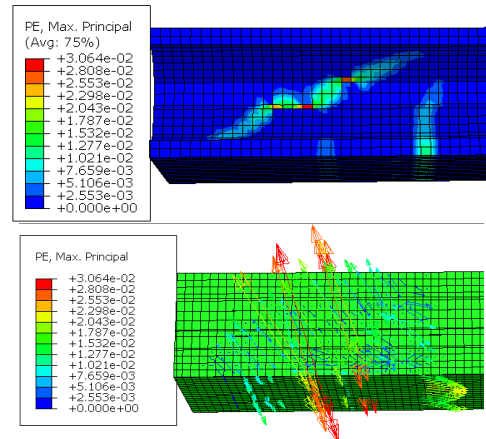 PE, Max. Principal
(Avg: 75%)
+3.064e-02
+2.808e-02
+2.553e-02
+2.298e-02
+2.043e-02
+1.787e-02
+1.532e-02
+1.277e-02
+1.021e-02
+7.659e-03
+5.106e-03
+2.553e-03
+0.000e+00
PE, Max. Principal
+3.064e-02
+2.808e-02
+2.553e-02
+2.298e-02
+2.043e-02
+1.787e-02
+1.532e-02
+1.277e-02
+1.021e-02
+7.659e-03
+5.106e-03
+2.553e-03
+0.000e+00